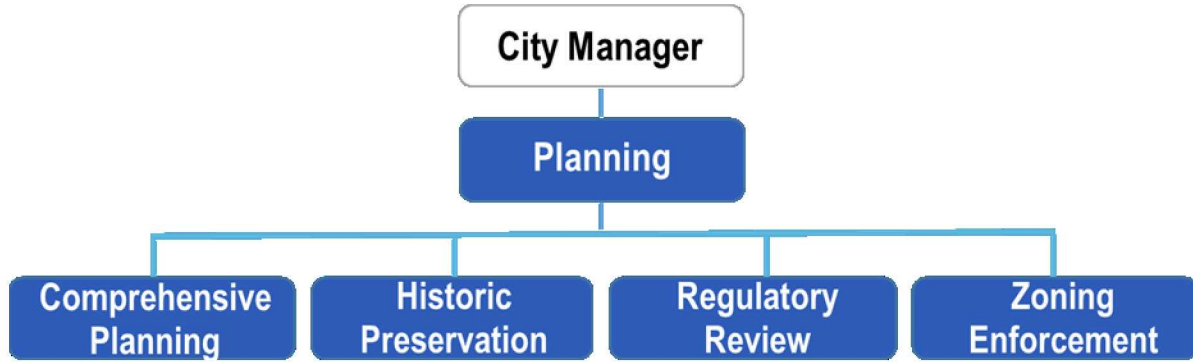 City Manager
Planning
Comprehensive
Planning
Historic
Preservation
Regulatory
Review
Zoning
Enforcement